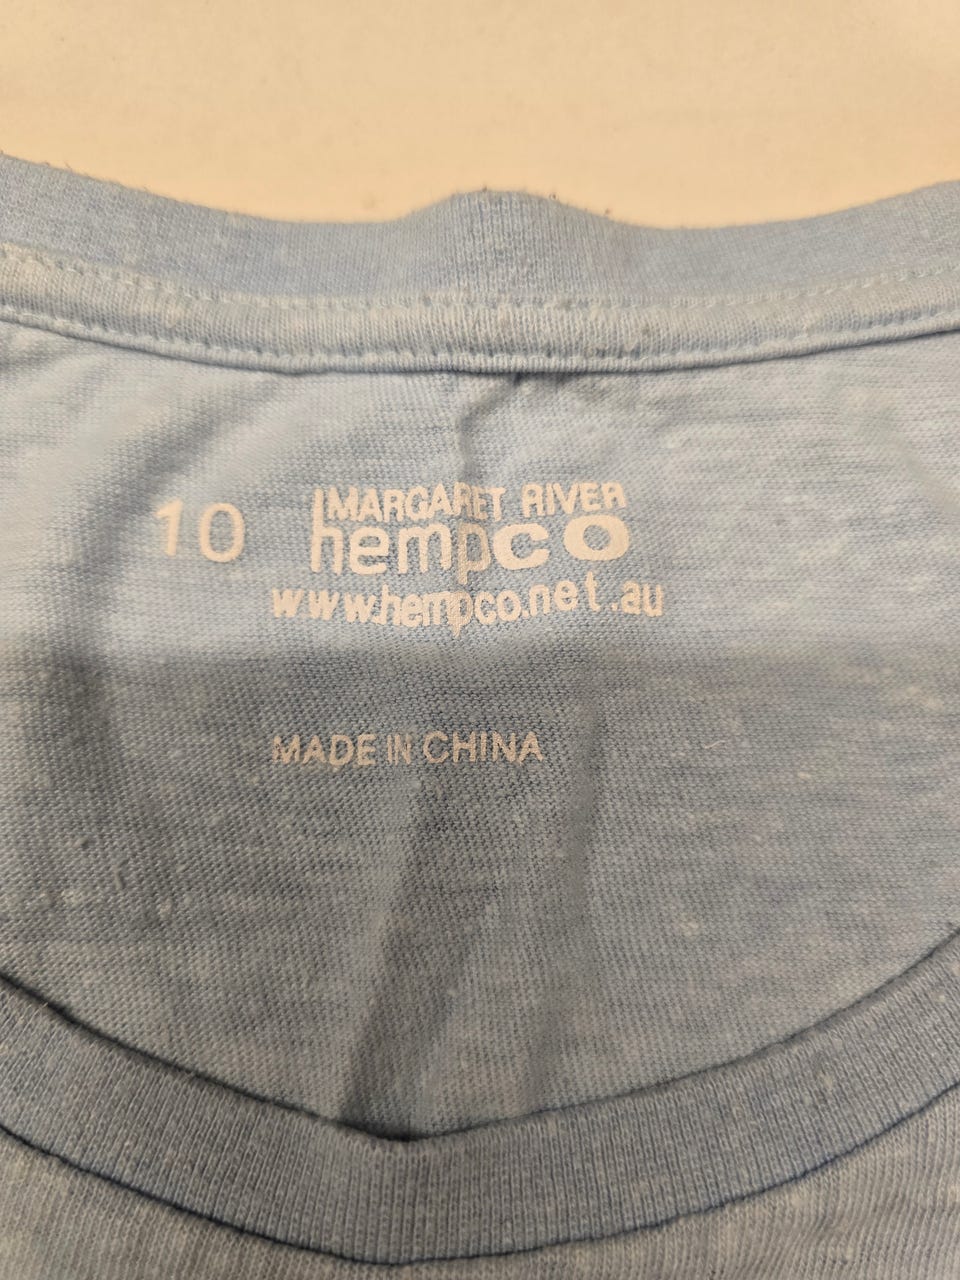 10
MARGARET RIVER
hempco
www.hempco.net.au
MADE IN CHINA